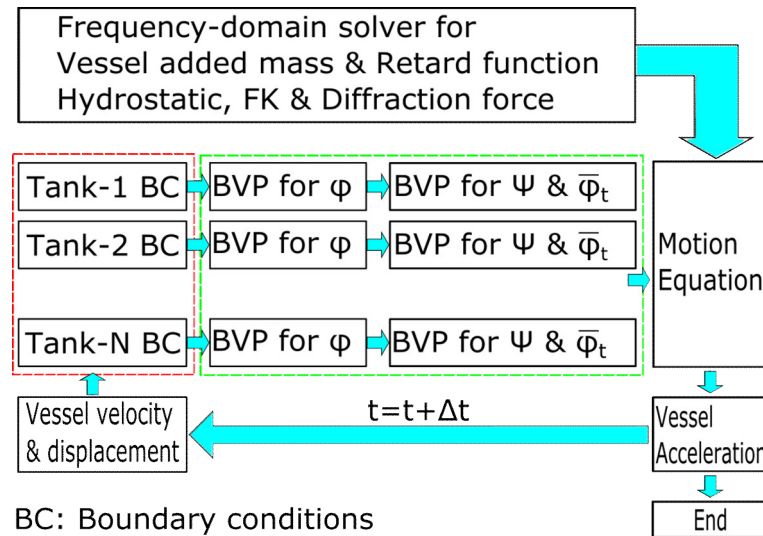 Frequency-domain solver for
Vessel added mass & Retard function
Hydrostatic, FK & Diffraction force
Tank-1 BC
BVP for φ
BVP for Ψ & φ̅ₜ
Tank-2 BC
BVP for φ
BVP for Ψ & φ̅ₜ
Motion
Equation
Tank-N BC
BVP for φ
BVP for Ψ & φ̅ₜ
Vessel velocity
& displacement
t=t+Δt
Vessel
Acceleration
BC: Boundary conditions
End